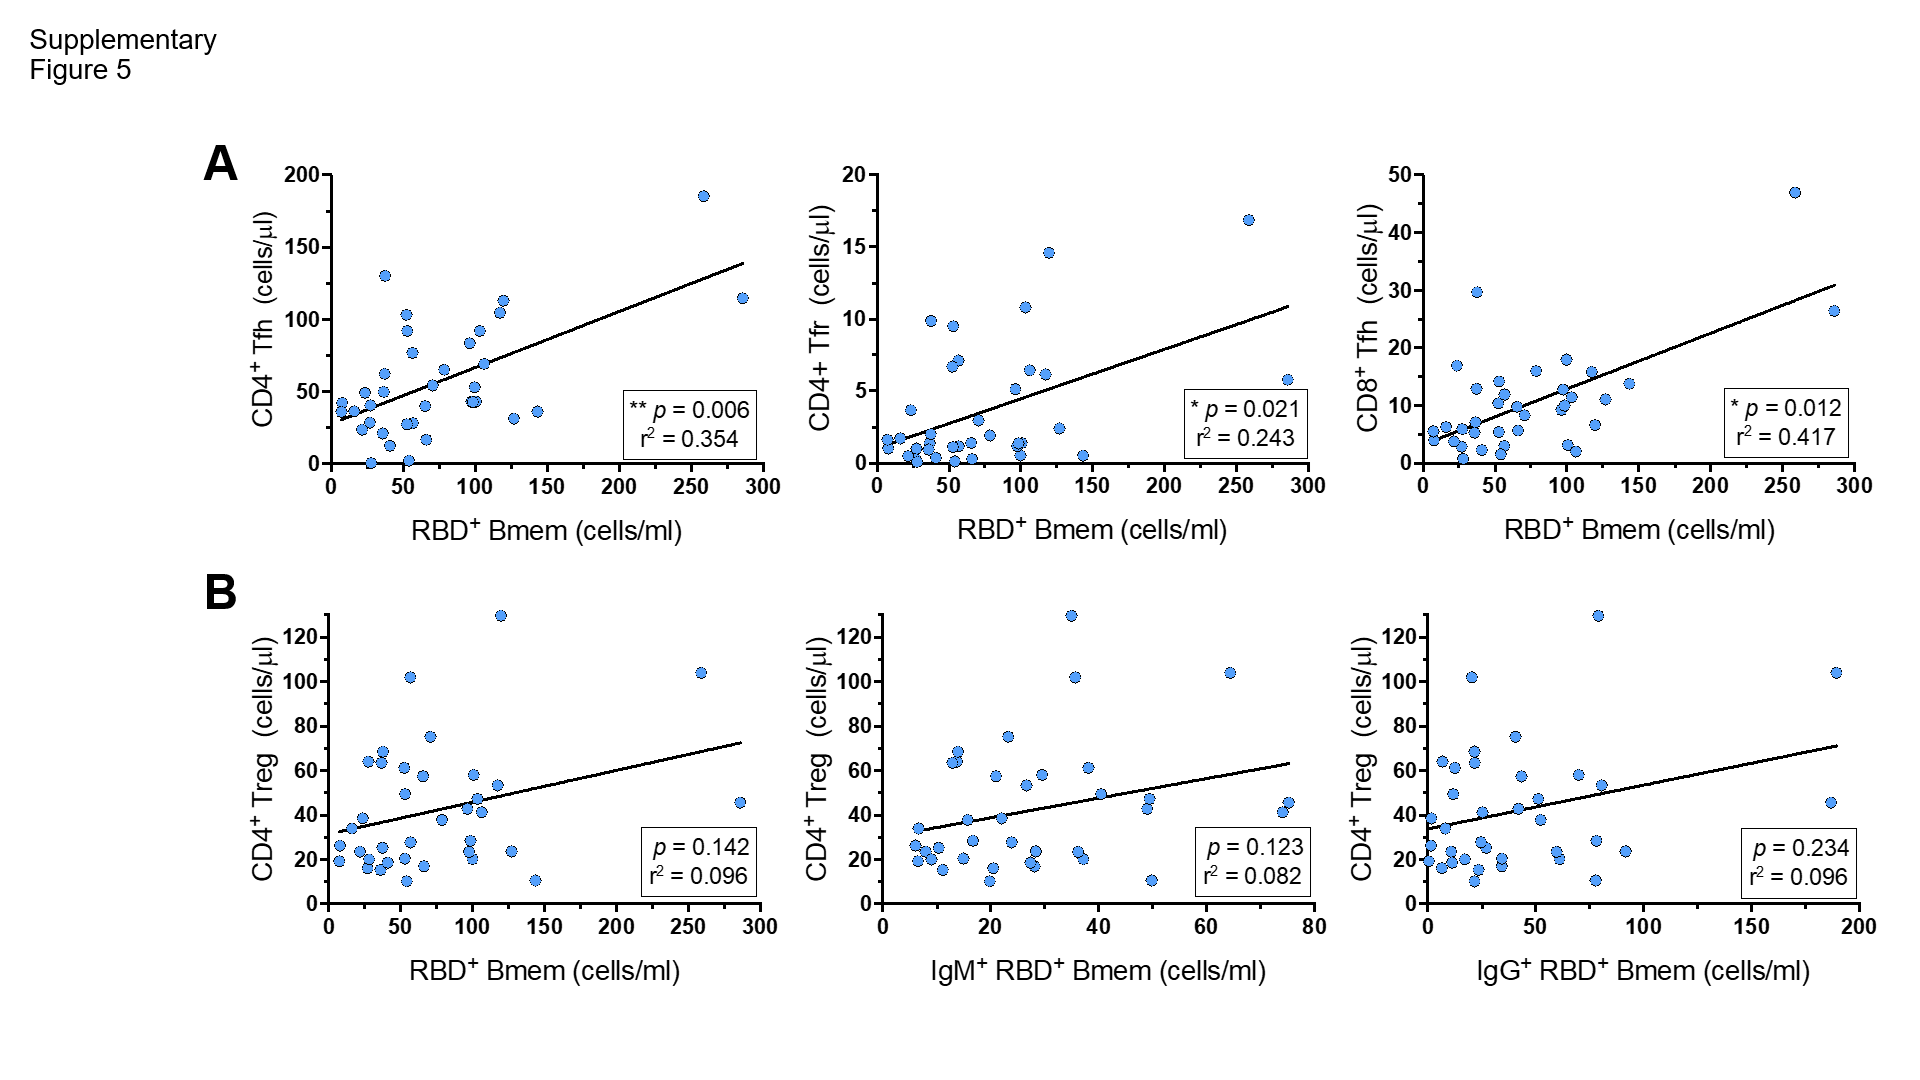 Supplementary
Figure 5
A
CD4⁺ Tfh (cells/µl)
200
150
100
50
0
** p = 0.006
r² = 0.354
0 50 100 150 200 250 300
RBD⁺ Bmem (cells/ml)
CD4+ Tfr (cells/µl)
20
15
10
5
0
* p = 0.021
r² = 0.243
0 50 100 150 200 250 300
RBD⁺ Bmem (cells/ml)
CD8⁺ Tfh (cells/µl)
50
40
30
20
10
0
* p = 0.012
r² = 0.417
0 50 100 150 200 250 300
RBD⁺ Bmem (cells/ml)
B
CD4⁺ Treg (cells/µl)
120
100
80
60
40
20
0
p = 0.142
r² = 0.096
0 50 100 150 200 250 300
RBD⁺ Bmem (cells/ml)
CD4⁺ Treg (cells/µl)
120
100
80
60
40
20
0
p = 0.123
r² = 0.082
0 20 40 60 80
IgM⁺ RBD⁺ Bmem (cells/ml)
CD4⁺ Treg (cells/µl)
120
100
80
60
40
20
0
p = 0.234
r² = 0.096
0 50 100 150 200
IgG⁺ RBD⁺ Bmem (cells/ml)